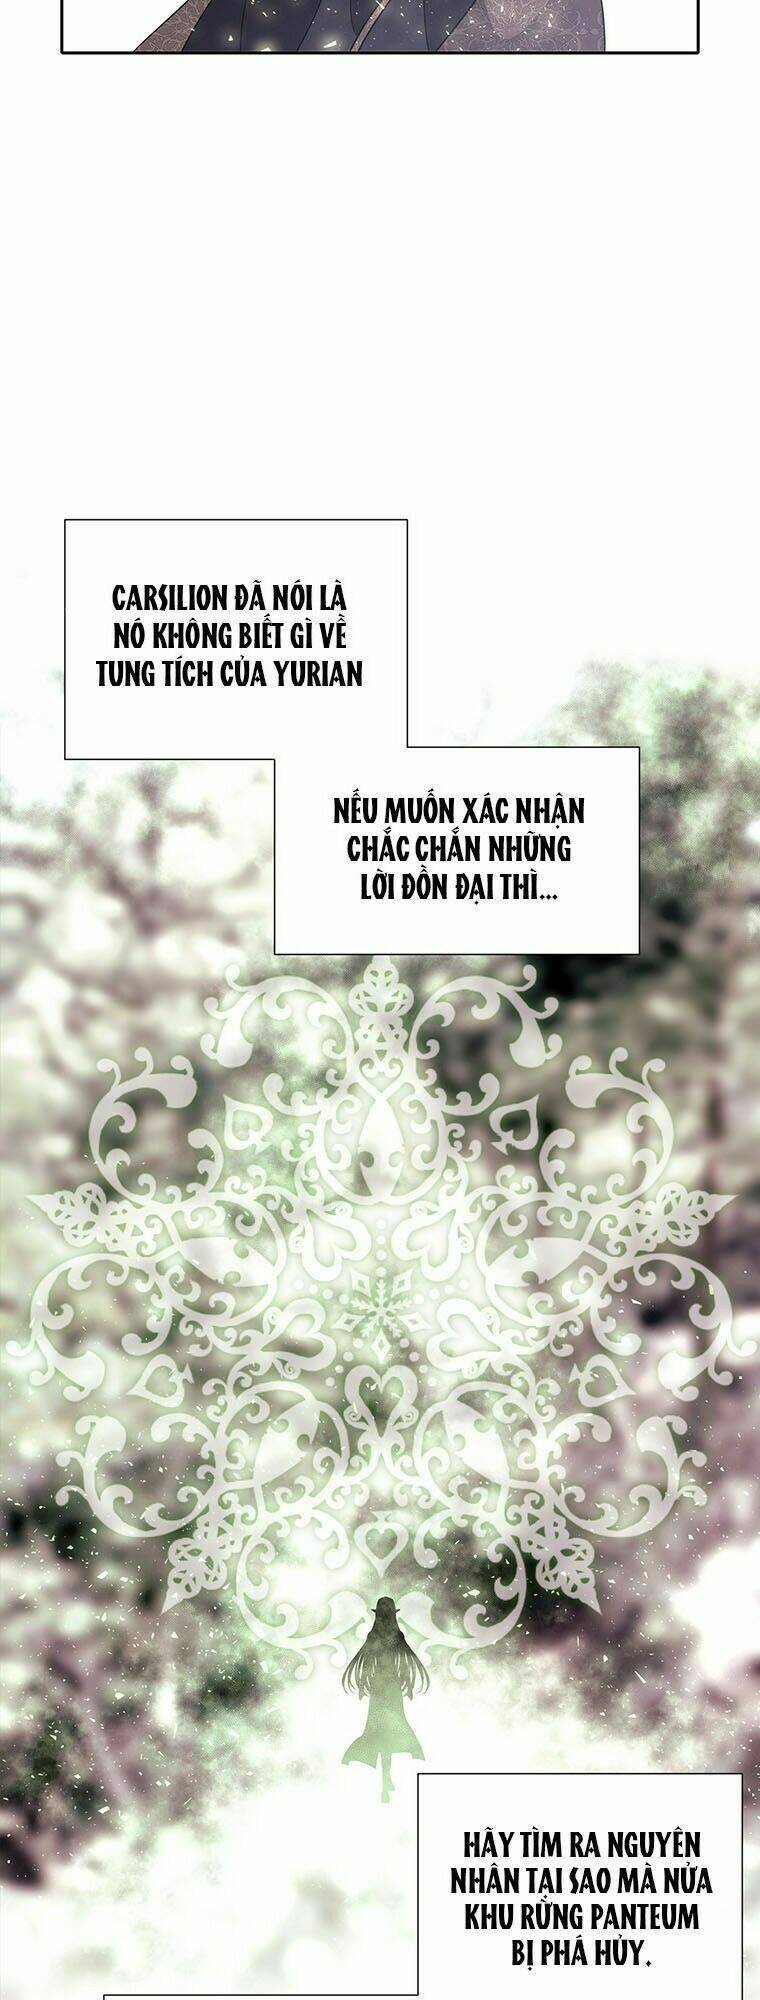 CARSILION ĐÃ NÓI LÀ
NÓ KHÔNG BIẾT GÌ VỀ
TUNG TÍCH CỦA YURIAN
NẾU MUỐN XÁC NHẬN
CHẮC CHẮN NHỮNG
LỜI ĐỒN ĐẠI THÌ...
HÃY TÌM RA NGUYÊN
NHÂN TẠI SAO MÀ NỬA
KHU RỪNG PANTEUM
BỊ PHÁ HỦY.